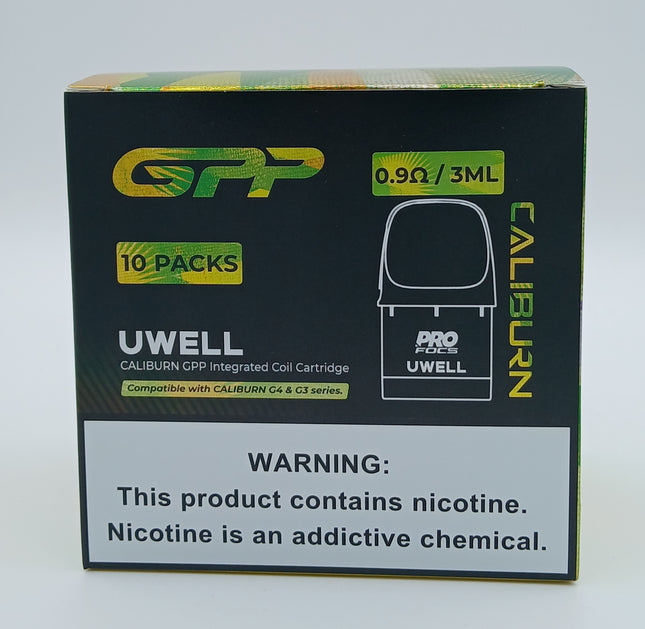 GPP
0.9Ω / 3ML
10 PACKS
CALIBURN
PRO
FOCS
UWELL
UWELL
CALIBURN GPP Integrated Coil Cartridge
Compatible with CALIBURN G4 & G3 series.
WARNING:
This product contains nicotine.
Nicotine is an addictive chemical.